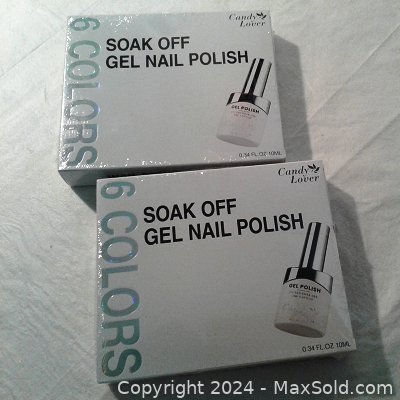 Candy
Lover
6 COLORS
SOAK OFF
GEL NAIL POLISH
GEL POLISH
0.34 FL.OZ 10ML
Candy
Lover
6 COLORS
SOAK OFF
GEL NAIL POLISH
GEL POLISH
0.34 FL.OZ 10ML
Copyright © 2024 - MaxSold.com